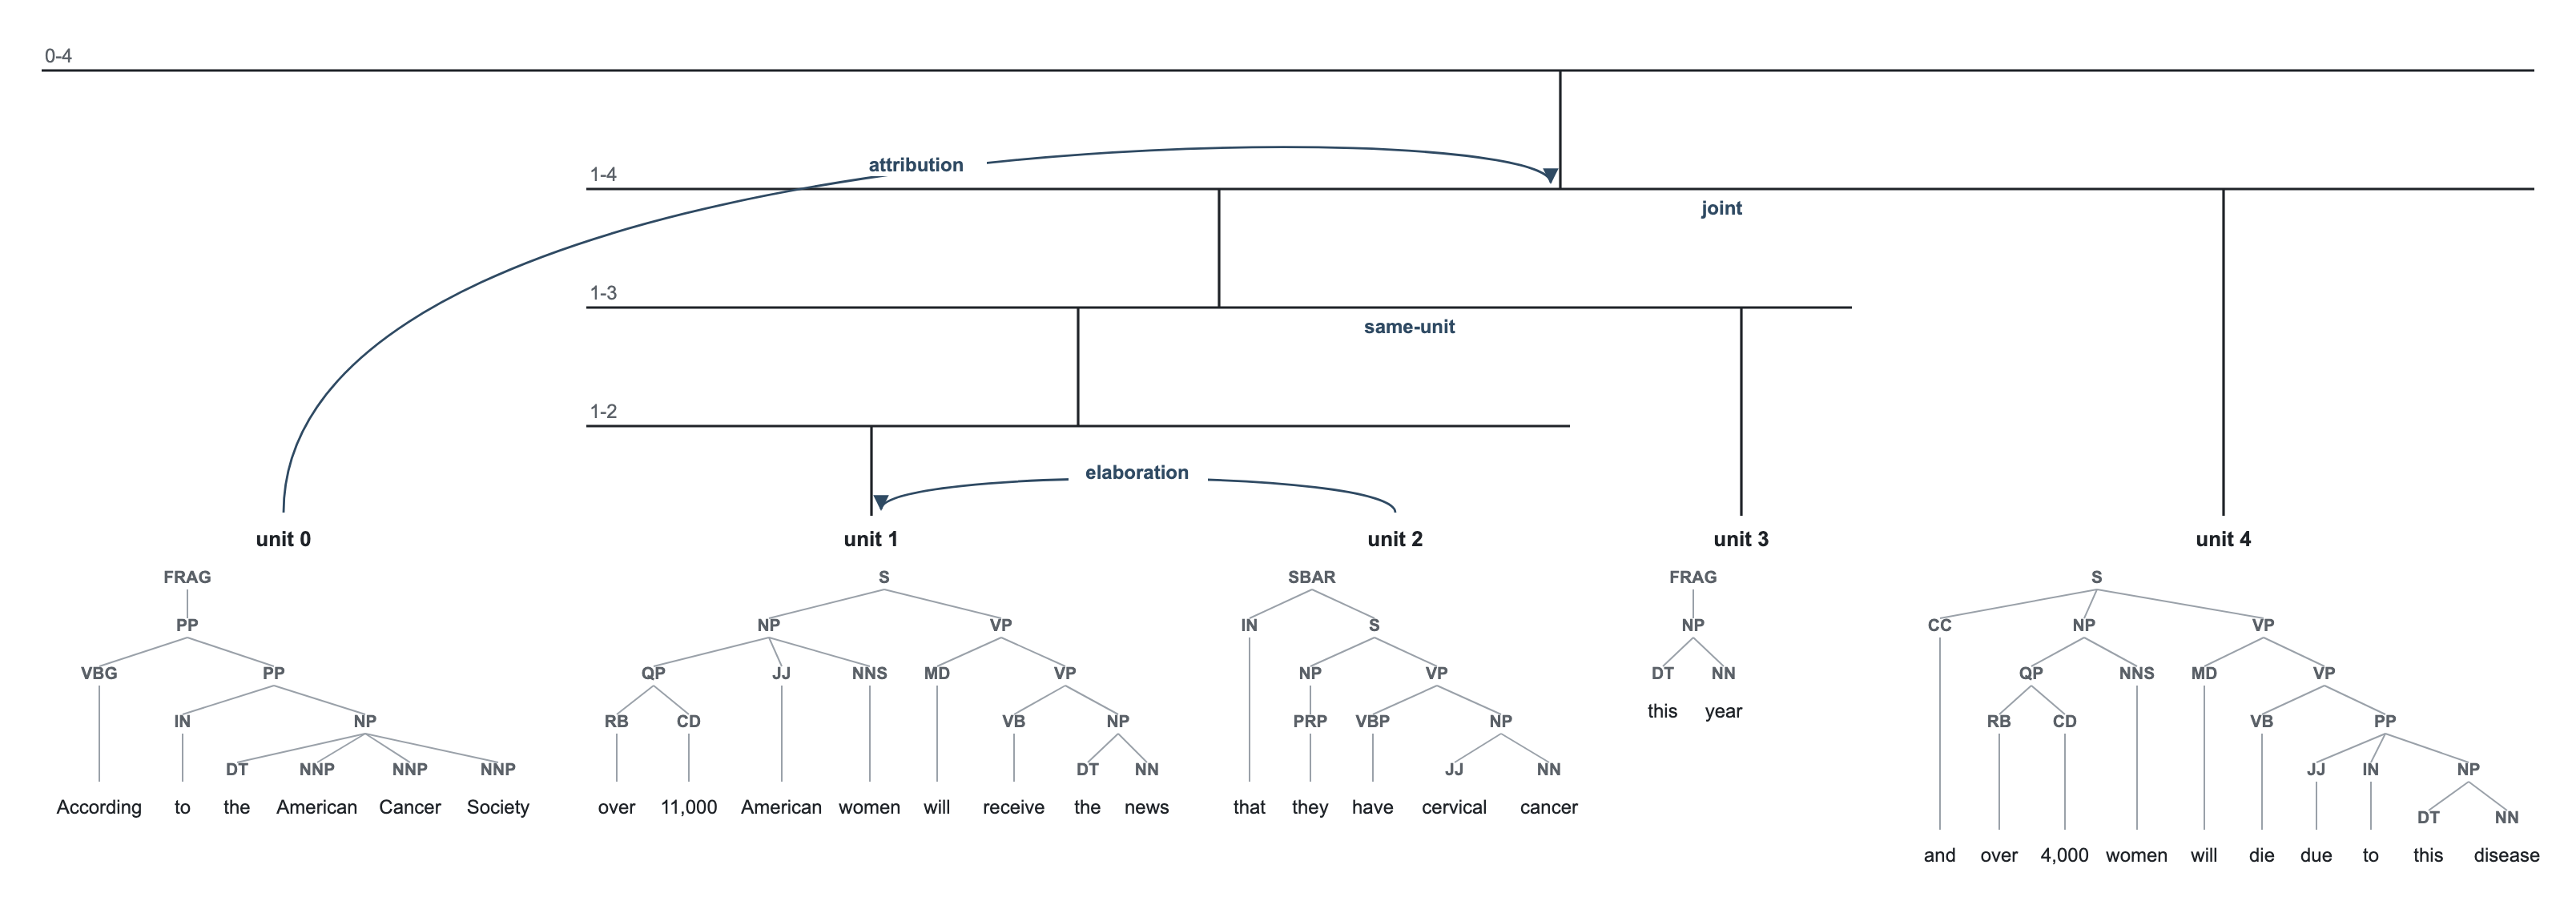 0-4
attribution
1-4
joint
1-3
same-unit
1-2
elaboration
unit 0 unit 1 unit 2 unit 3 unit 4
FRAG S SBAR FRAG S
PP NP VP IN S NP CC NP VP
VBG PP QP JJ NNS MD VP NP VP DT NN QP NNS MD VP
this year
IN NP RB CD VB NP PRP VBP NP RB CD VB PP
DT NNP NNP NNP DT NN JJ NN JJ IN NP
According to the American Cancer Society over 11,000 American women will receive the news that they have cervical cancer
DT NN
and over 4,000 women will die due to this disease